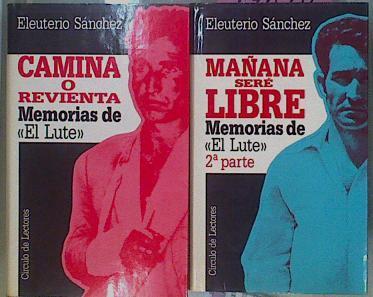 Eleuterio Sánchez
CAMINA
O
REVIENTA
Memorias de
«El Lute»
Círculo de Lectores
Eleuterio Sánchez
MAÑANA
SERÉ
LIBRE
Memorias de
«El Lute»
2ª parte
Círculo de Lectores